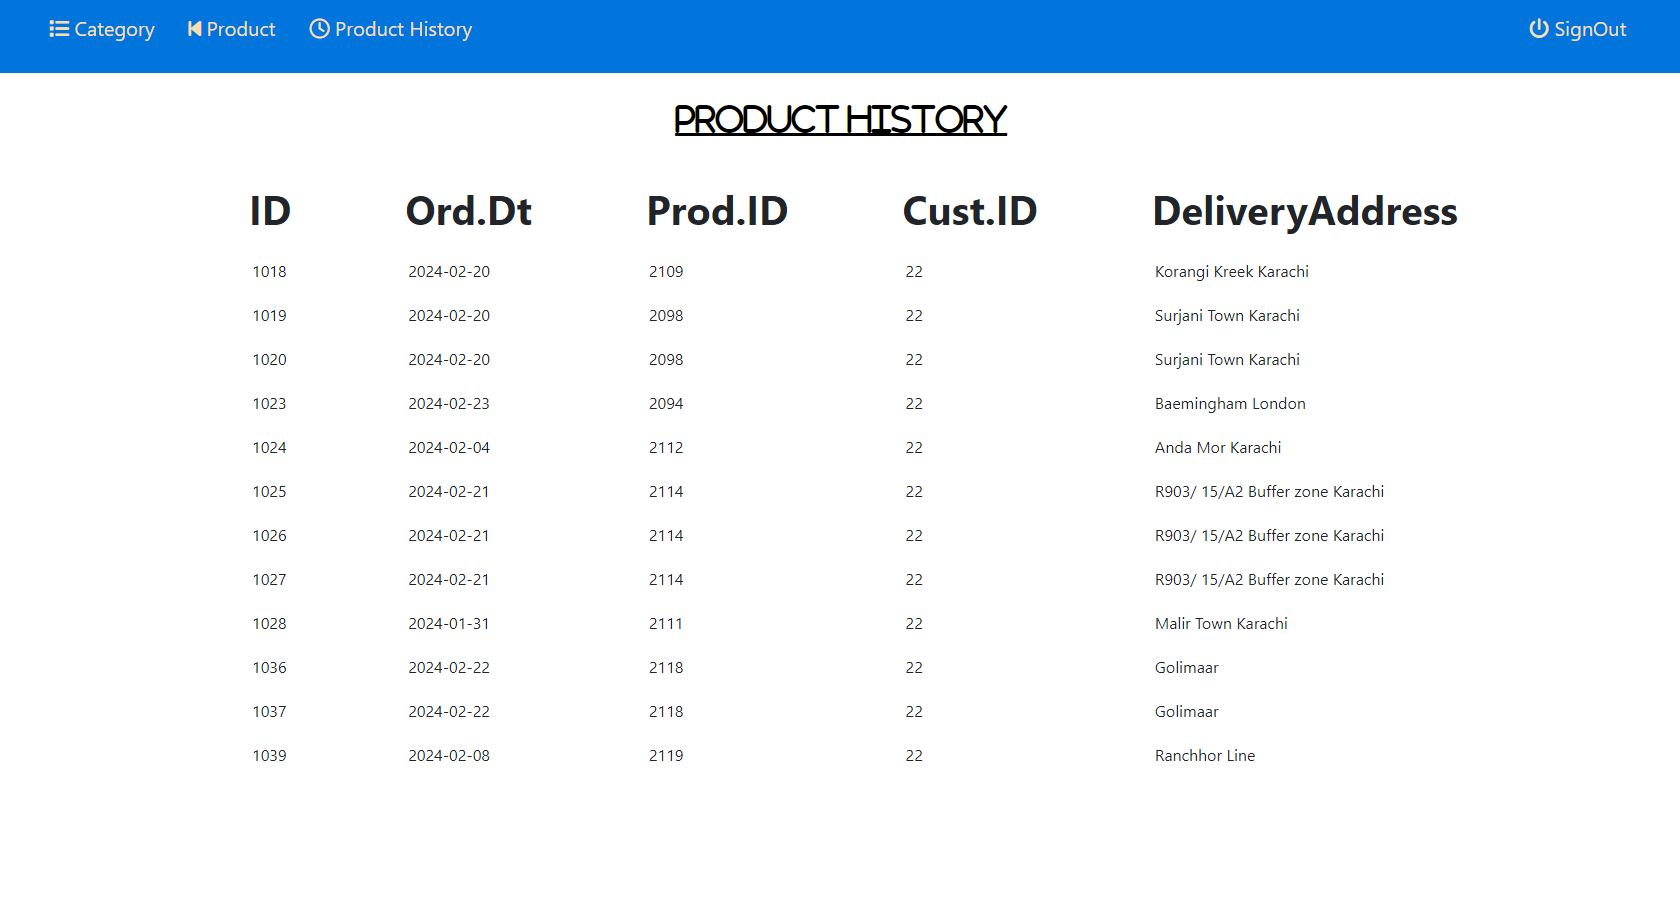 Category Product Product History SignOut
PRODUCT HISTORY
ID Ord.Dt Prod.ID Cust.ID DeliveryAddress
1018 2024-02-20 2109 22 Korangi Kreek Karachi
1019 2024-02-20 2098 22 Surjani Town Karachi
1020 2024-02-20 2098 22 Surjani Town Karachi
1023 2024-02-23 2094 22 Baemingham London
1024 2024-02-04 2112 22 Anda Mor Karachi
1025 2024-02-21 2114 22 R903/ 15/A2 Buffer zone Karachi
1026 2024-02-21 2114 22 R903/ 15/A2 Buffer zone Karachi
1027 2024-02-21 2114 22 R903/ 15/A2 Buffer zone Karachi
1028 2024-01-31 2111 22 Malir Town Karachi
1036 2024-02-22 2118 22 Golimaar
1037 2024-02-22 2118 22 Golimaar
1039 2024-02-08 2119 22 Ranchhor Line